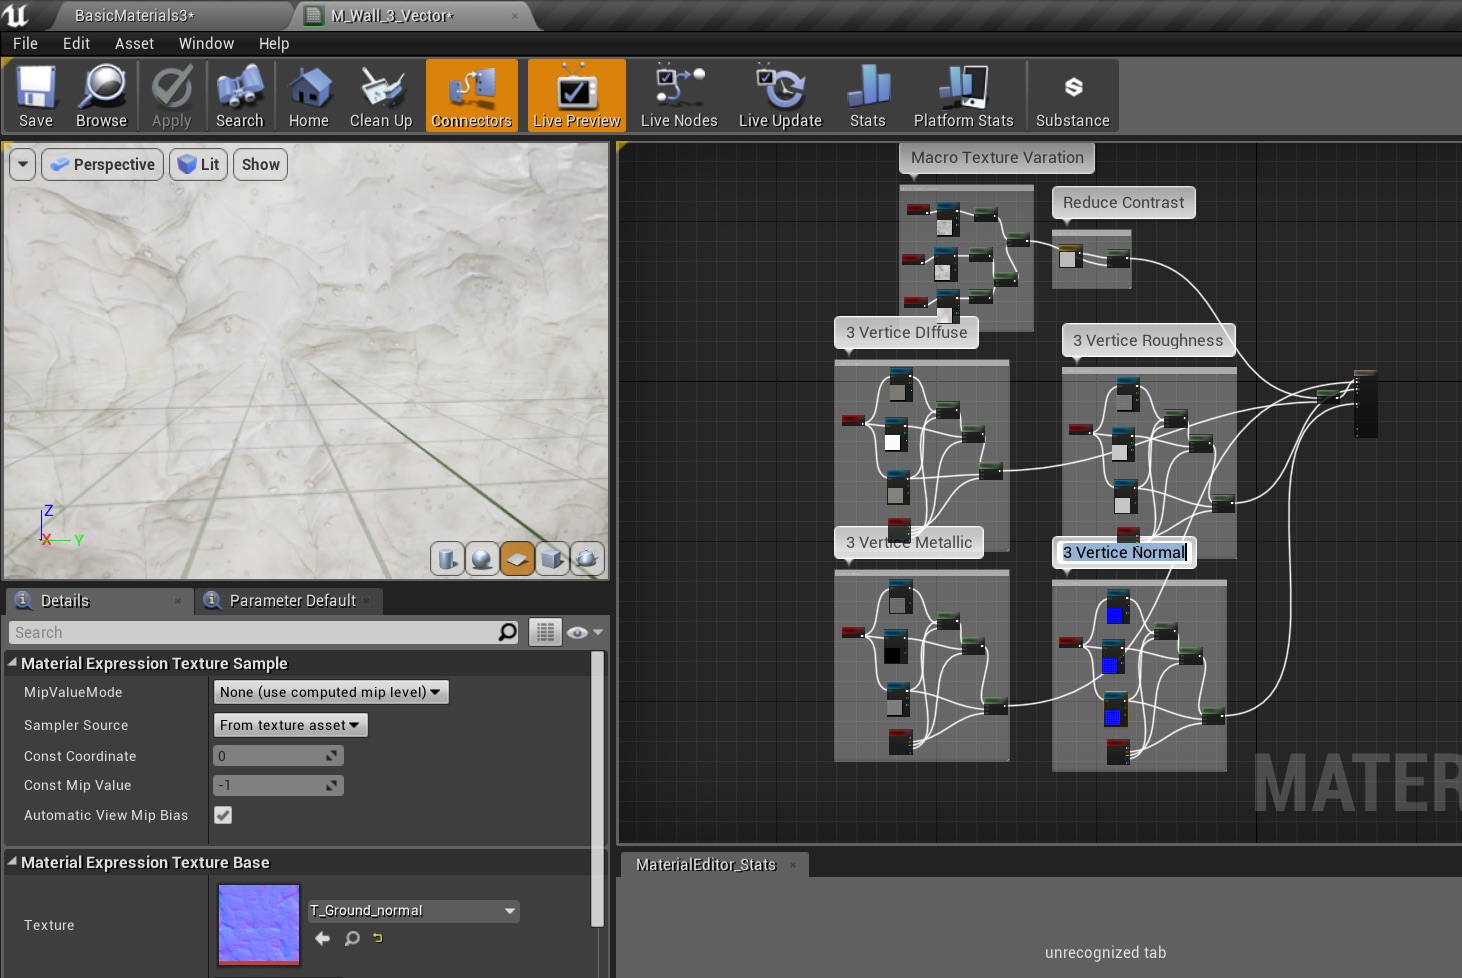 BasicMaterials3*
M_Wall_3_Vector*
File Edit Asset Window Help
Save Browse Apply Search Home Clean Up Connectors Live Preview Live Nodes Live Update Stats Platform Stats Substance
Perspective Lit Show
Macro Texture Varation
Reduce Contrast
3 Vertice DIffuse
3 Vertice Roughness
3 Vertice Metallic
3 Vertice Normal
Z
X Y
MATER
Details
Parameter Default
Search
Material Expression Texture Sample
MipValueMode None (use computed mip level)
Sampler Source From texture asset
Const Coordinate 0
Const Mip Value -1
Automatic View Mip Bias
Material Expression Texture Base
Texture T_Ground_normal
MaterialEditor_Stats
unrecognized tab